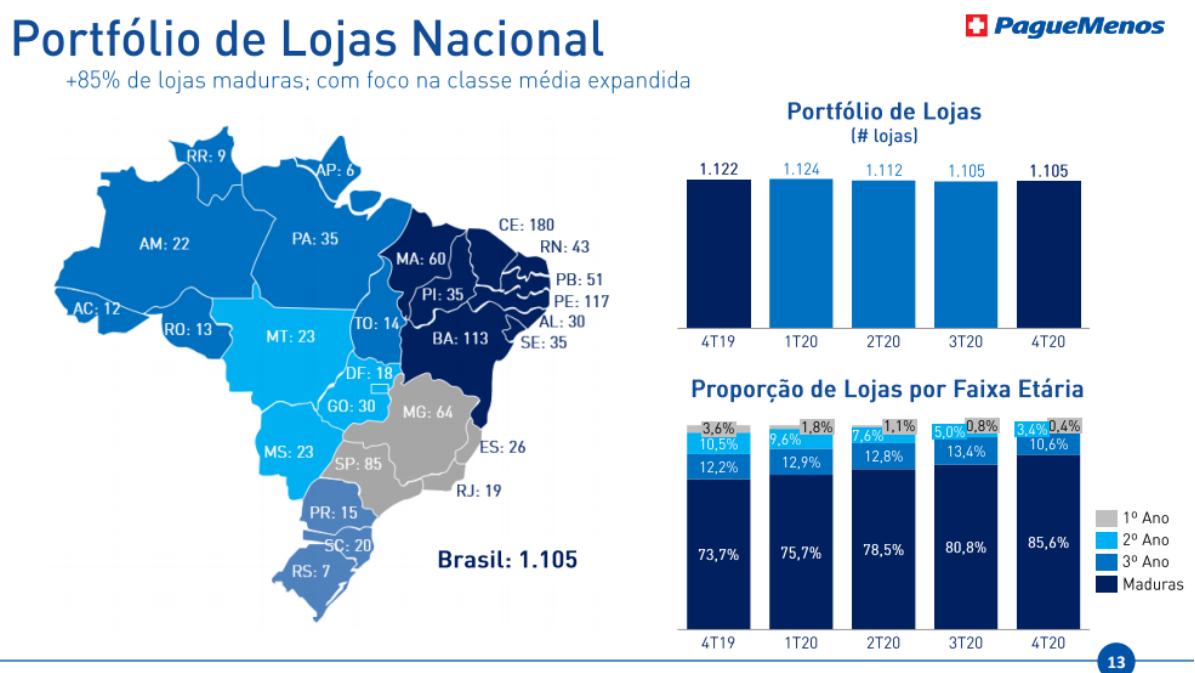 Portfólio de Lojas Nacional
PagueMenos
+85% de lojas maduras; com foco na classe média expandida
RR: 9
AP: 6
AM: 22
PA: 35
CE: 180
RN: 43
MA: 60
PB: 51
PI: 35
PE: 117
AC: 12
RO: 13
TO: 14
AL: 30
MT: 23
BA: 113
SE: 35
DF: 18
GO: 30
MG: 64
MS: 23
SP: 85
ES: 26
RJ: 19
PR: 15
SC: 20
RS: 7
Brasil: 1.105
Portfólio de Lojas
(# lojas)
1.122 1.124 1.112 1.105 1.105
4T19 1T20 2T20 3T20 4T20
Proporção de Lojas por Faixa Etária
3,6% 1,8% 1,1% 0,8% 0,4%
10,5% 9,6% 7,6% 5,0% 3,4%
12,2% 12,9% 12,8% 13,4% 10,6%
73,7% 75,7% 78,5% 80,8% 85,6%
4T19 1T20 2T20 3T20 4T20
1º Ano
2º Ano
3º Ano
Maduras
13